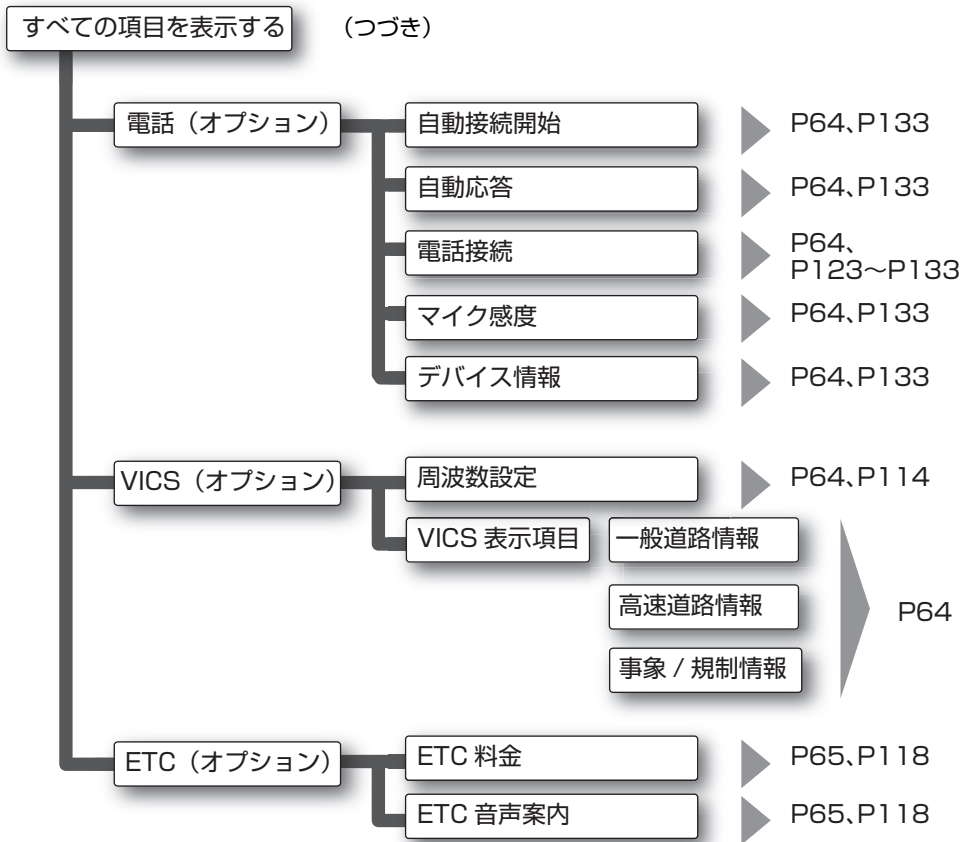 すべての項目を表示する (つづき)
電話(オプション) 自動接続開始 P64、P133
自動応答 P64、P133
電話接続 P64、
P123～P133
マイク感度 P64、P133
デバイス情報 P64、P133
VICS(オプション) 周波数設定 P64、P114
VICS 表示項目 一般道路情報
高速道路情報 P64
事象 / 規制情報
ETC(オプション) ETC 料金 P65、P118
ETC 音声案内 P65、P118